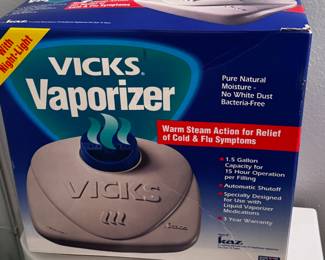 With
Night-Light
VICKS®
Vaporizer
Pure Natural
Moisture -
No White Dust
Bacteria-Free
Warm Steam Action for Relief
of Cold & Flu Symptoms
1.5 Gallon
Capacity for
15 Hour Operation
per Filling
Automatic Shutoff
Specially Designed
for Use with
Liquid Vaporizer
Medications
3 Year Warranty
VICKS
kaz
kaz